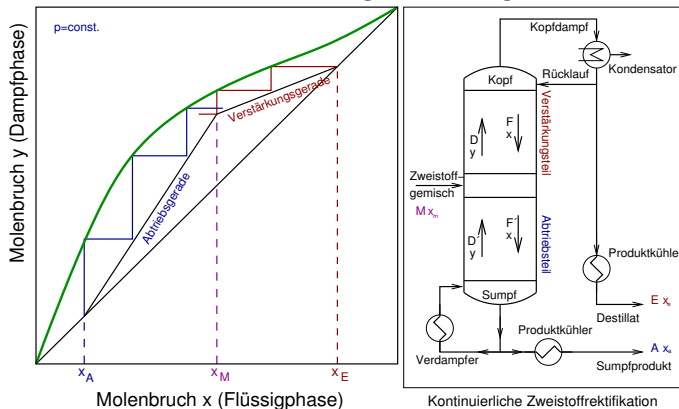 p=const.
Molenbruch y (Dampfphase)
Verstärkungsgerade
Abtriebsgerade
x_A
x_M
x_E
Molenbruch x (Flüssigphase)
Kopfdampf
Kondensator
Kopf
Rücklauf
Verstärkungsteil
D
y
F
x
Zweistoff-
gemisch
M x_m
D´
y
F´
x
Abtriebsteil
Produktkühler
Sumpf
E x_e
Destillat
Produktkühler
Verdampfer
A x_a
Sumpfprodukt
Kontinuierliche Zweistoffrektifikation